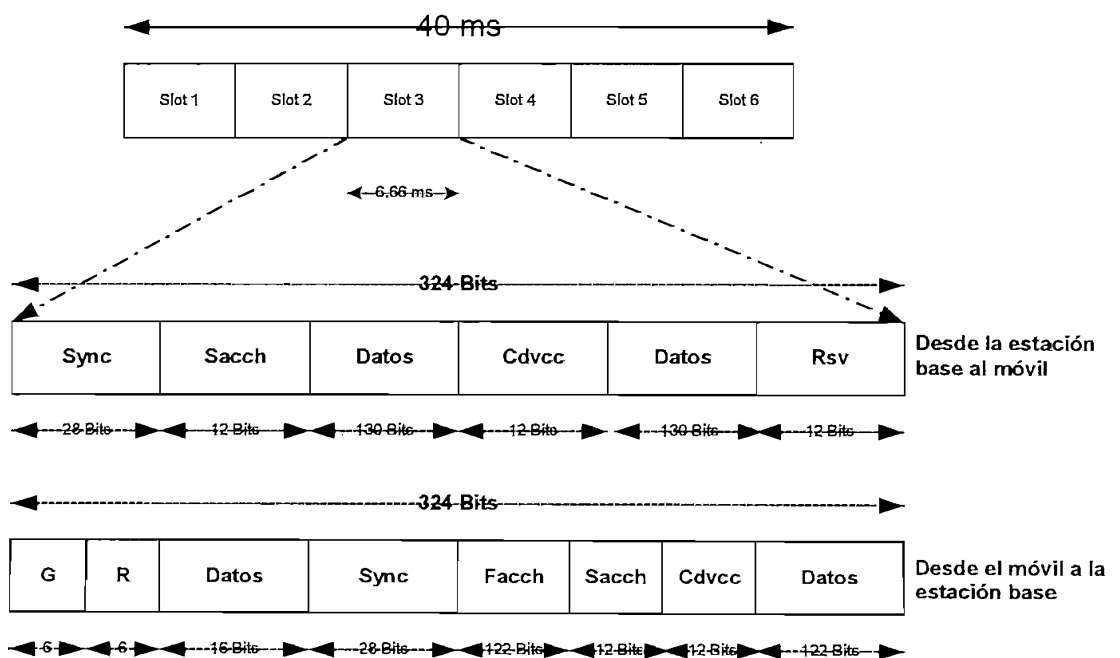 40 ms
Slot 1 Slot 2 Slot 3 Slot 4 Slot 5 Slot 6
6,66 ms
324 Bits
Sync Sacch Datos Cdvcc Datos Rsv
Desde la estación
base al móvil
28 Bits 12 Bits 130 Bits 12 Bits 130 Bits 12 Bits
324 Bits
G R Datos Sync Facch Sacch Cdvcc Datos
Desde el móvil a la
estación base
6 6 16 Bits 28 Bits 122 Bits 12 Bits 12 Bits 122 Bits